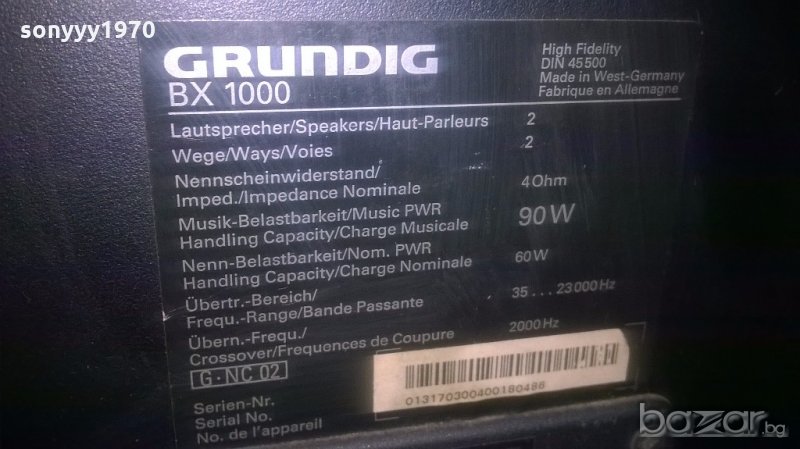 sonyyy1970
GRUNDIG
BX 1000
High Fidelity
DIN 45500
Made in West-Germany
Fabrique en Allemagne
Lautsprecher/Speakers/Haut-Parleurs 2
Wege/Ways/Voies 2
Nennscheinwiderstand/
Imped./Impedance Nominale 4 Ohm
Musik-Belastbarkeit/Music PWR
Handling Capacity/Charge Musicale 90 W
Nenn-Belastbarkeit/Nom. PWR
Handling Capacity/Charge Nominale 60 W
Übertr.-Bereich/
Frequ.-Range/Bande Passante 35...23000 Hz
Übern.-Frequ./
Crossover/Frequences de Coupure 2000 Hz
G·NC 02
Serien-Nr.
Serial No.
No. de l'appareil
01317030040018048​6
bazar.bg